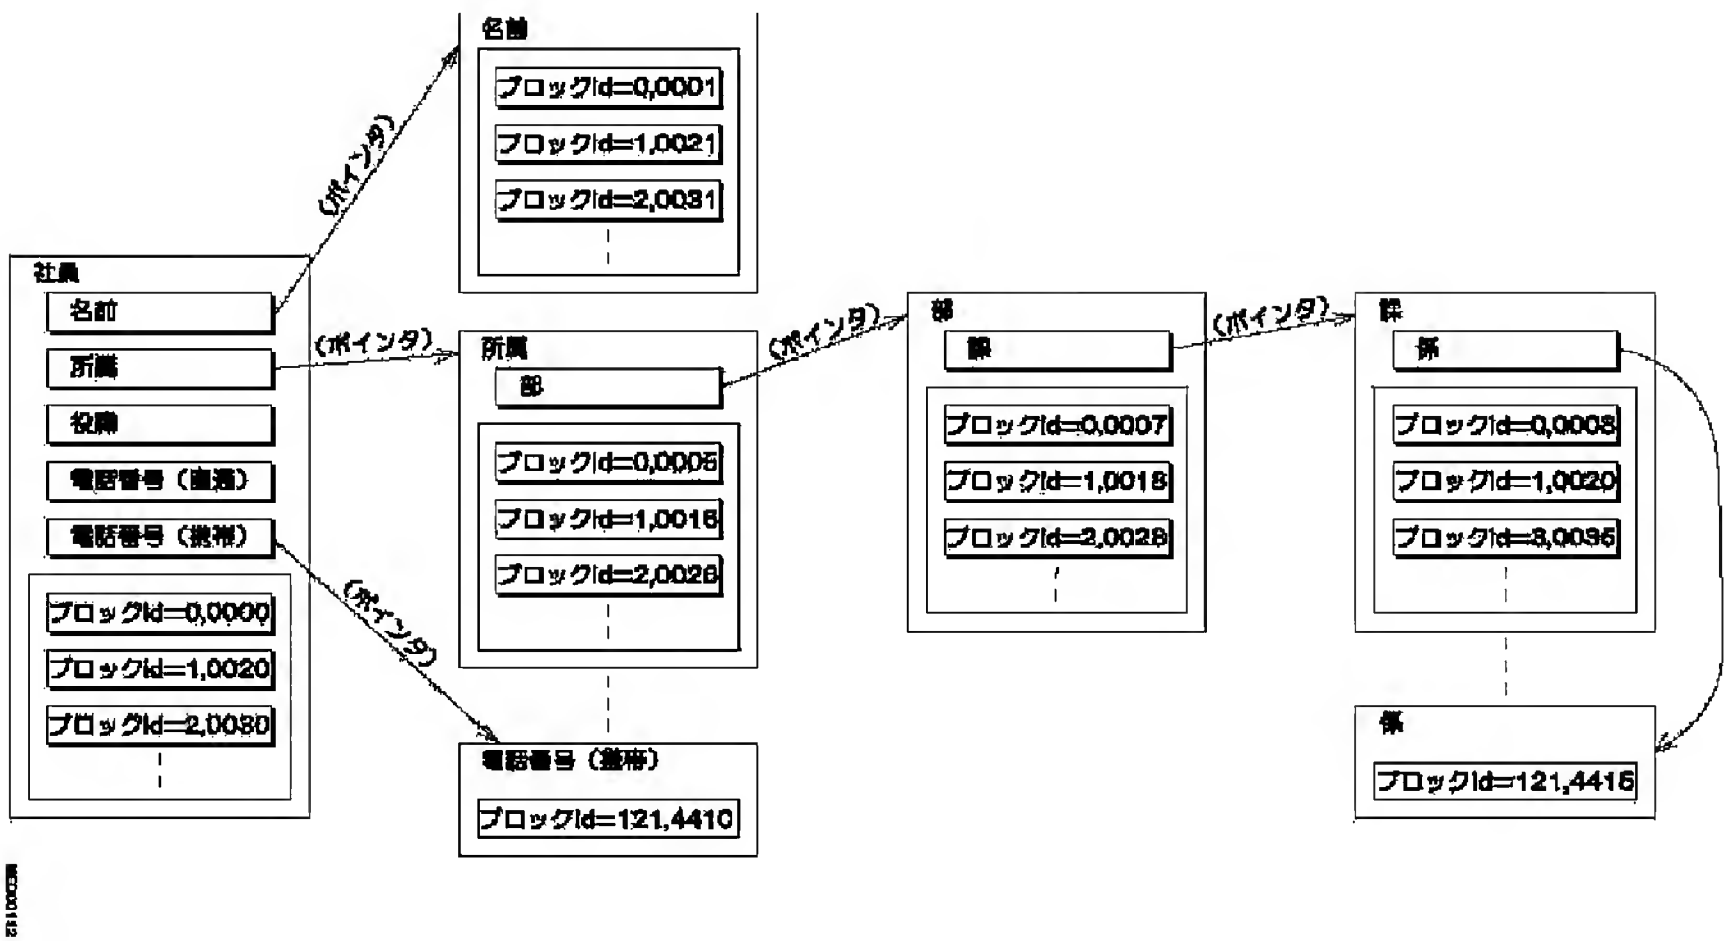 名前
ブロックid=0,0001
ブロックid=1,0021
ブロックid=2,0031
(ポインタ)
社員
名前
所属
役職
電話番号（直通）
電話番号（携帯）
ブロックid=0,0000
ブロックid=1,0020
ブロックid=2,0030
(ポインタ)
所属
部
ブロックid=0,0006
ブロックid=1,0016
ブロックid=2,0026
(ポインタ)
部
課
ブロックid=0,0007
ブロックid=1,0018
ブロックid=2,0028
(ポインタ)
課
係
ブロックid=0,0008
ブロックid=1,0020
ブロックid=3,0036
(ポインタ)
電話番号（携帯）
ブロックid=121,4410
係
ブロックid=121,4416